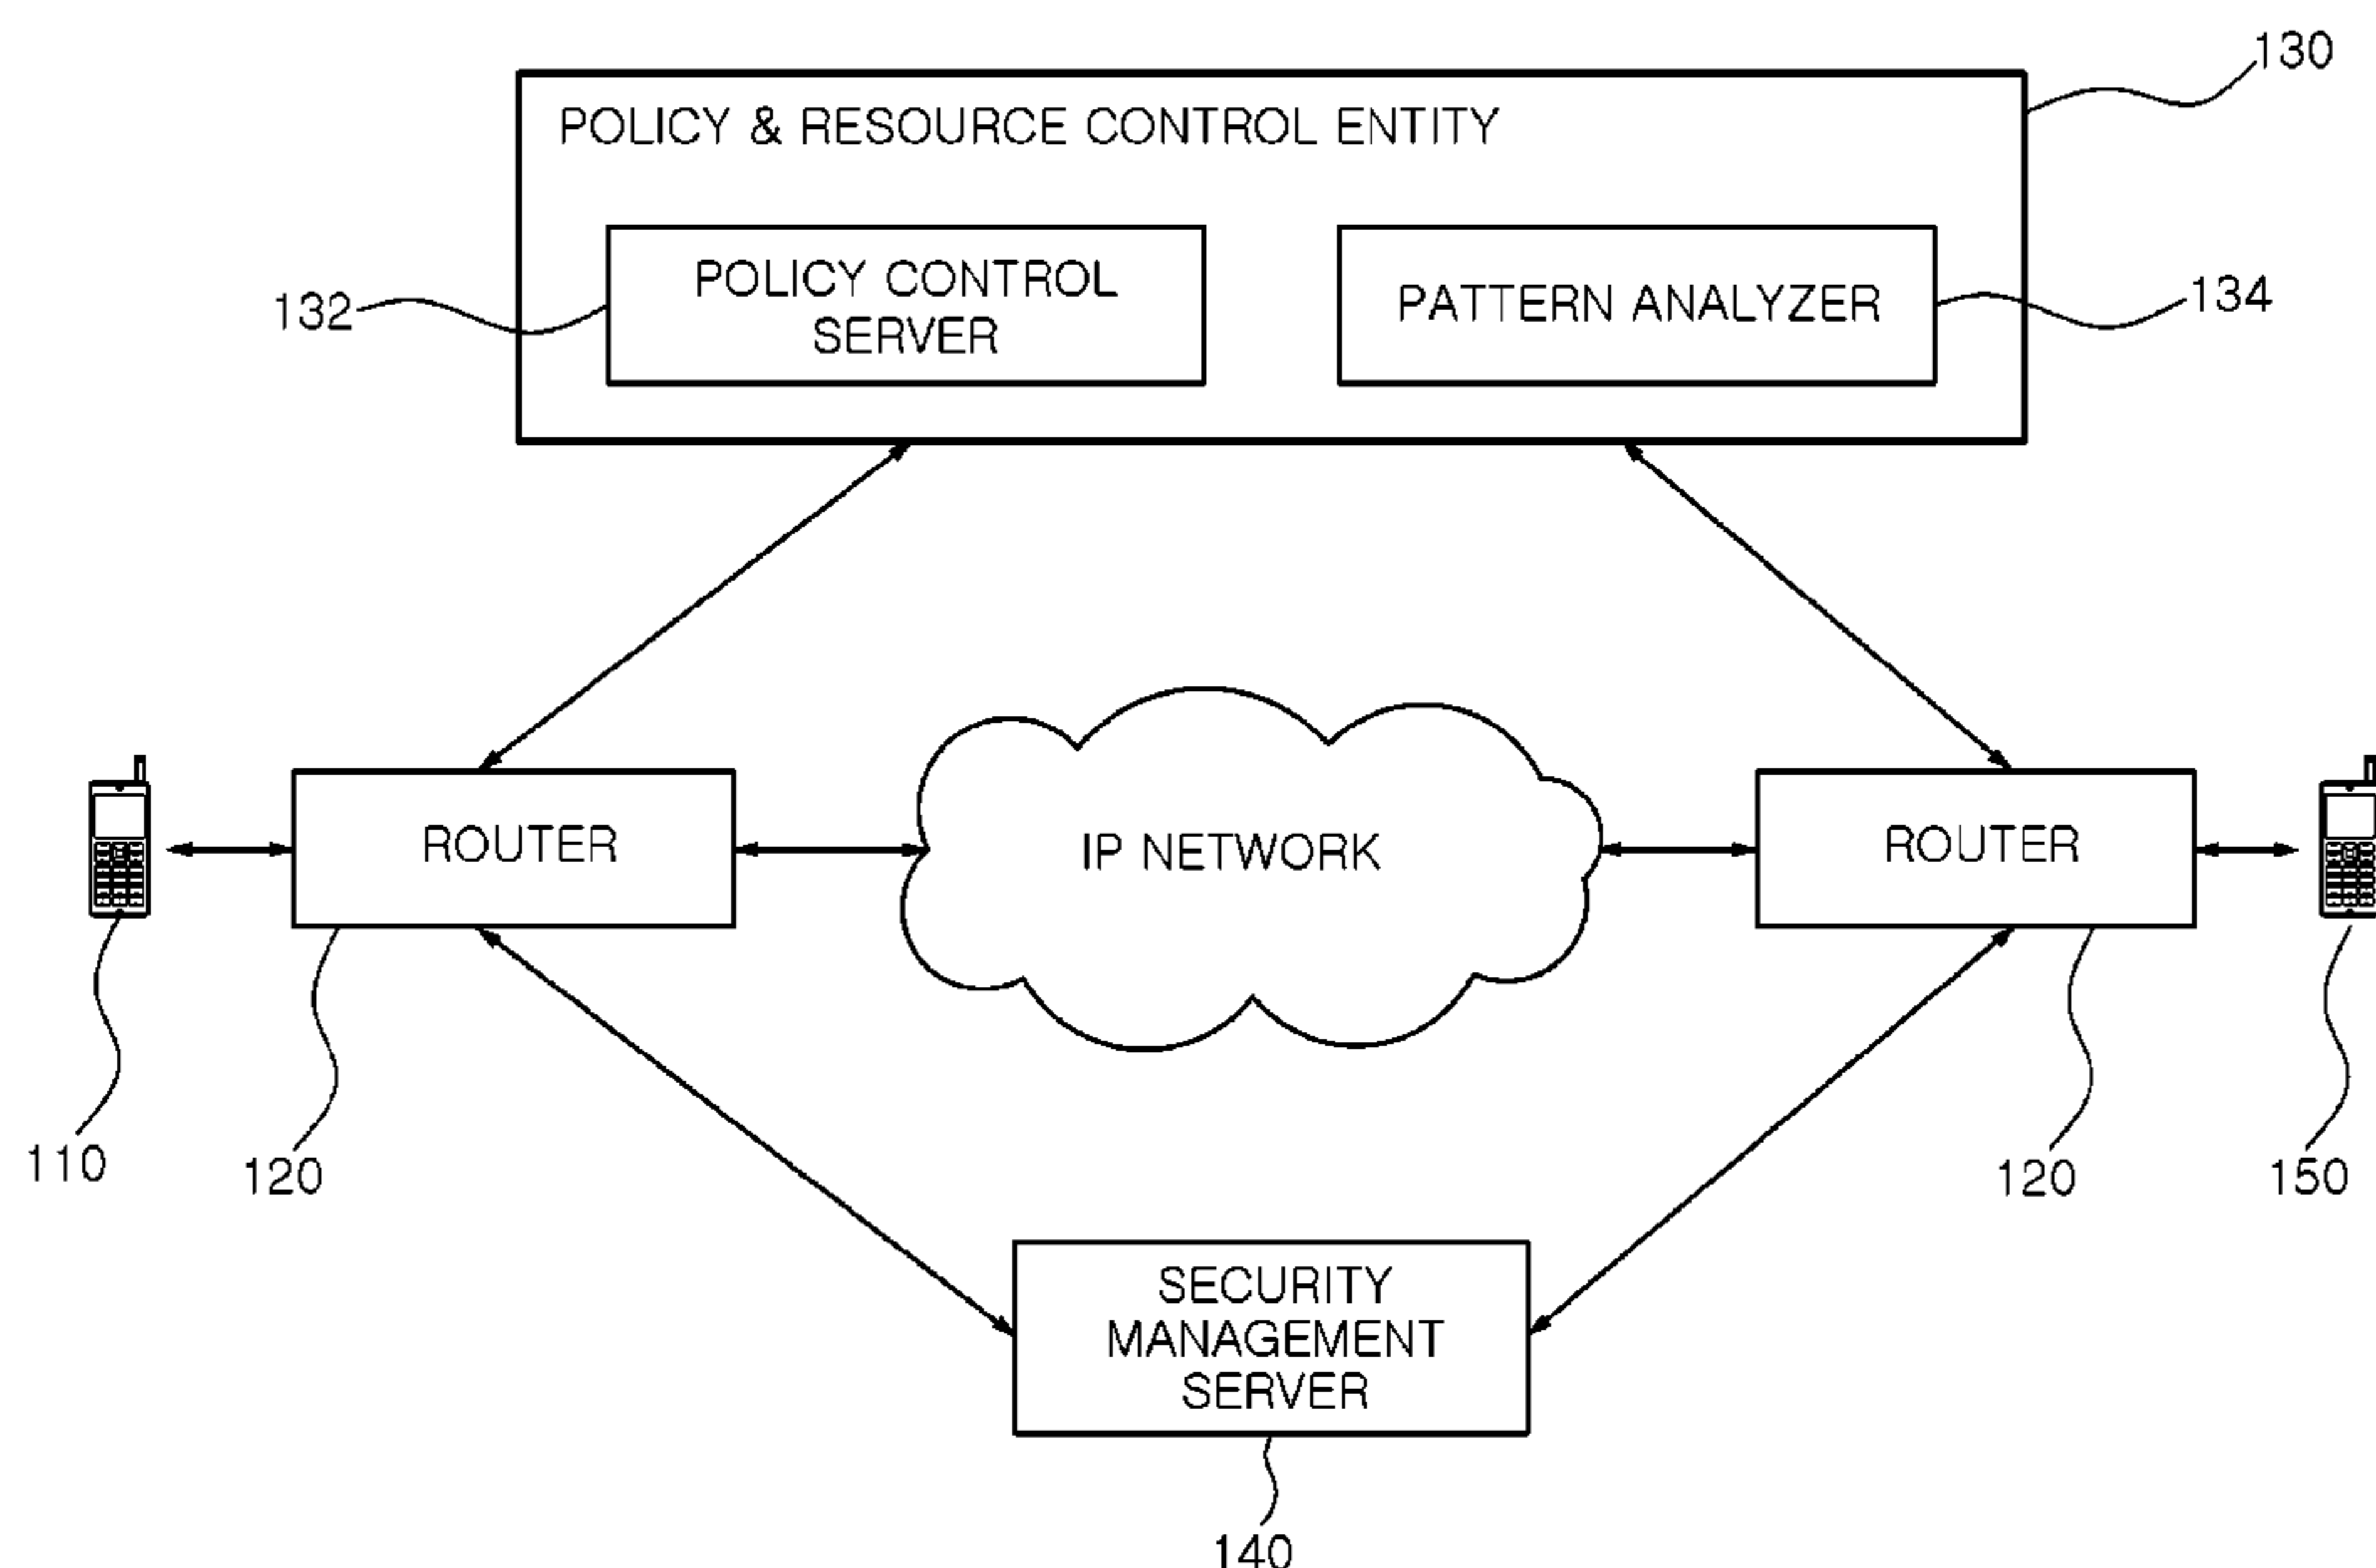 130
POLICY & RESOURCE CONTROL ENTITY
POLICY CONTROL
SERVER
PATTERN ANALYZER
132
134
ROUTER
IP NETWORK
ROUTER
110
120
120
150
SECURITY
MANAGEMENT
SERVER
140